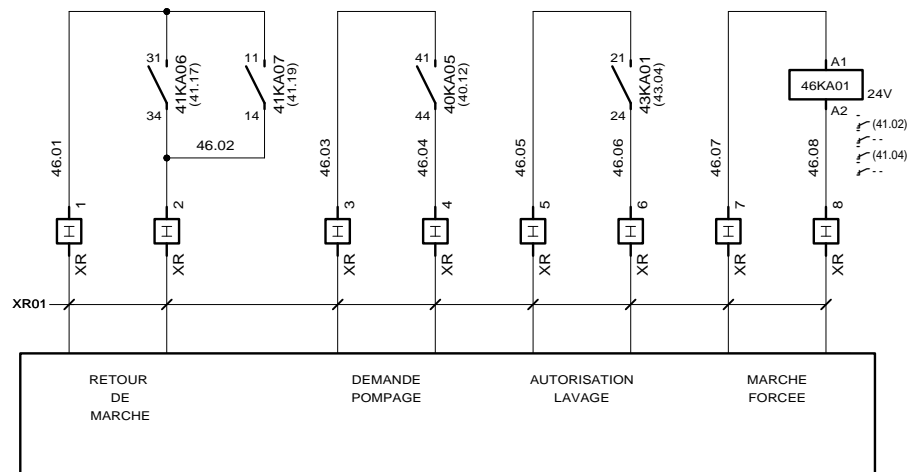 31
34
41KA06
(41.17)
11
14
41KA07
(41.19)
41
44
40KA05
(40.12)
21
24
43KA01
(43.04)
A1
46KA01
24V
A2
(41.02)
- -
(41.04)
- -
46.01
46.02
46.03
46.04
46.05
46.06
46.07
46.08
1
2
3
4
5
6
7
8
H
H
H
H
H
H
H
H
XR
XR
XR
XR
XR
XR
XR
XR
XR01
RETOUR
DE
MARCHE
DEMANDE
POMPAGE
AUTORISATION
LAVAGE
MARCHE
FORCEE